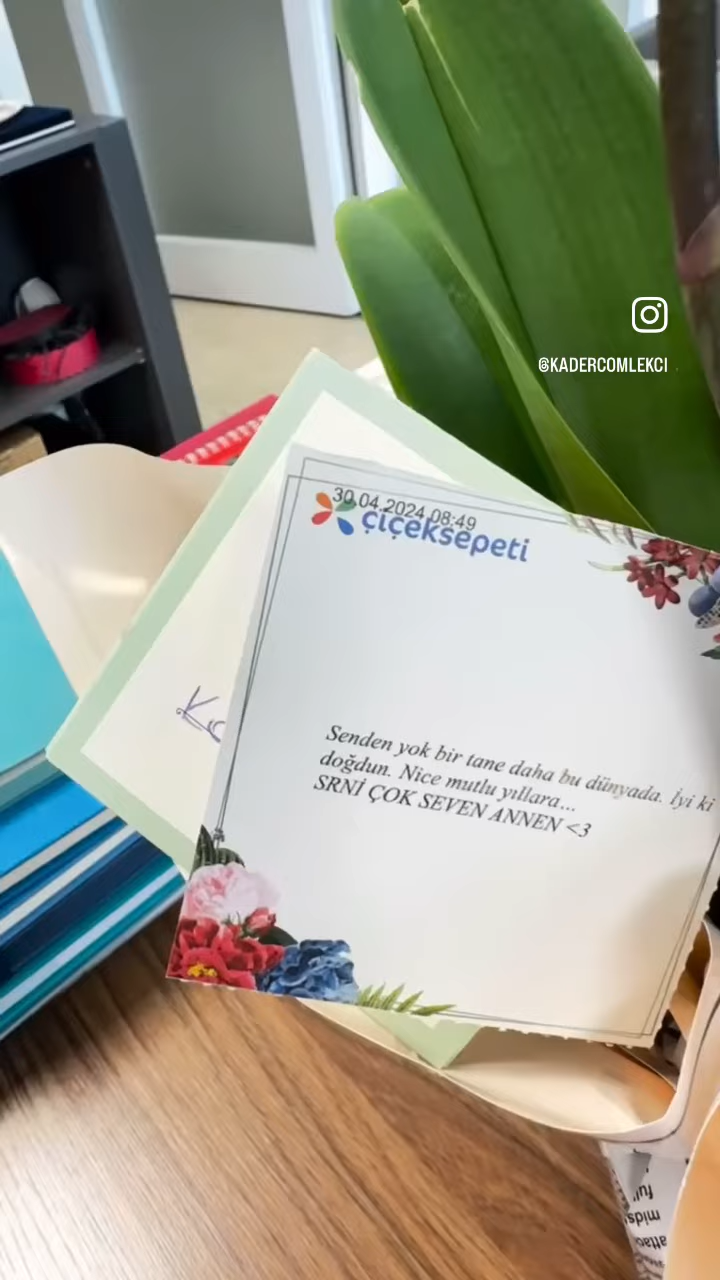 @KADERCOMLEKCI
30.04.2024 08:49
çiçeksepeti
Senden yok bir tane daha bu dünyada. İyi ki
doğdun. Nice mutlu yıllara...
SRNİ ÇOK SEVEN ANNEN <3